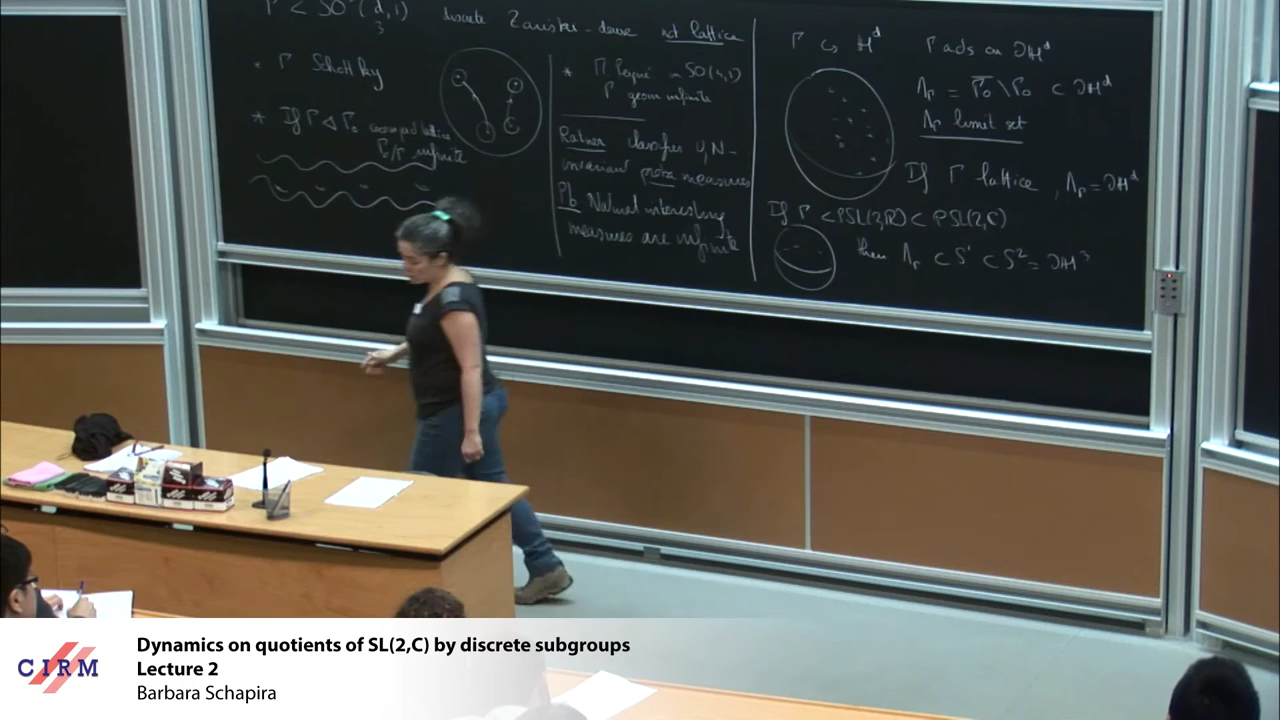 Γ < SO°(d,1) discrete Zariski-dense not lattice
3
* Γ Schottky
* If Γ ◁ Γ₀ lattice
Γ₀/Γ infinite
* Γ in SO(4,1)
Γ geom infinite
Ratner classifies U, N-
invariant proba measures
Pb Natural interesting
measures are infinite
Γ ↪ H^d Γ acts on ∂H^d
Λ_Γ = \overline{Γo} \ Γo ⊂ ∂H^d
Λ_Γ limit set
If Γ lattice, Λ_Γ = ∂H^d
If Γ < PSL(2,R) < PSL(2,C)
then Λ_Γ ⊂ S¹ ⊂ S² = ∂H³
CIRM
Dynamics on quotients of SL(2,C) by discrete subgroups
Lecture 2
Barbara Schapira